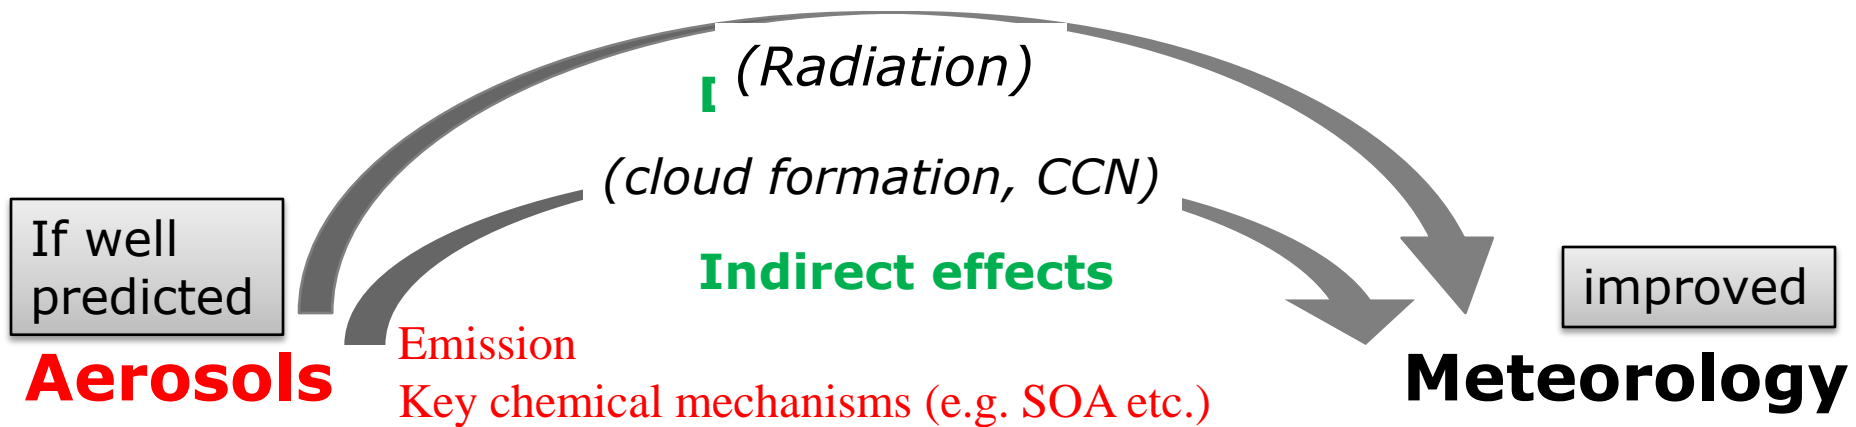 (Radiation)
(cloud formation, CCN)
If well
predicted
Indirect effects
improved
Emission
Aerosols
Key chemical mechanisms (e.g. SOA etc.)
Meteorology